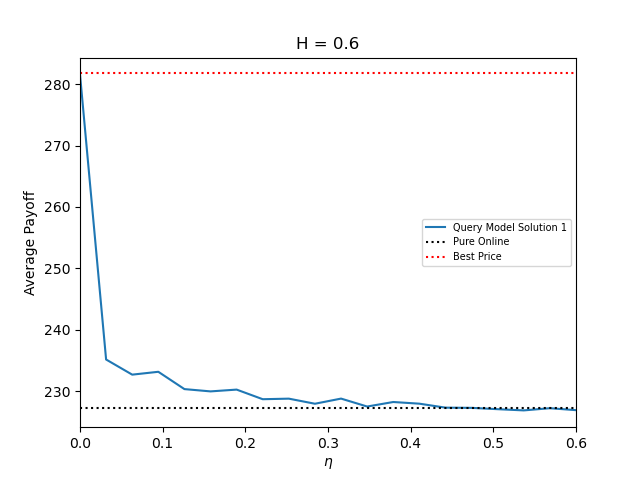 H = 0.6
Average Payoff
280
270
260
250
240
230
Query Model Solution 1
Pure Online
Best Price
0.0 0.1 0.2 0.3 0.4 0.5 0.6
η